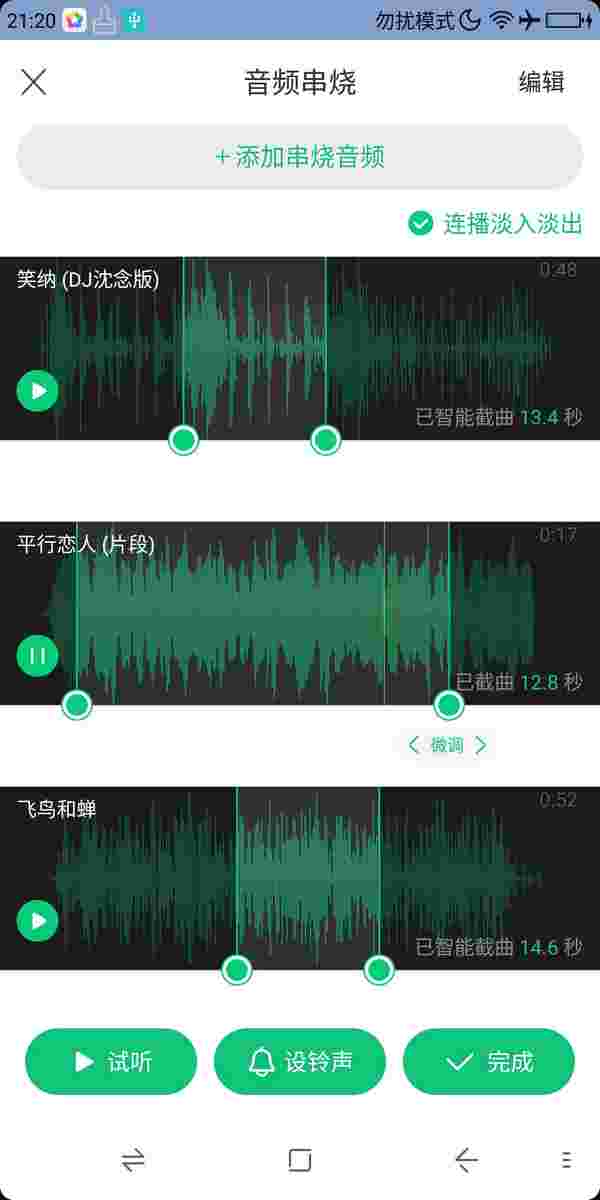 21:20 勿扰模式
音频串烧 编辑
+添加串烧音频
连播淡入淡出
笑纳 (DJ沈念版) 0:48
已智能截曲 13.4 秒
平行恋人 (片段) 0:17
已截曲 12.8 秒
微调
飞鸟和蝉 0:52
已智能截曲 14.6 秒
试听 设铃声 完成